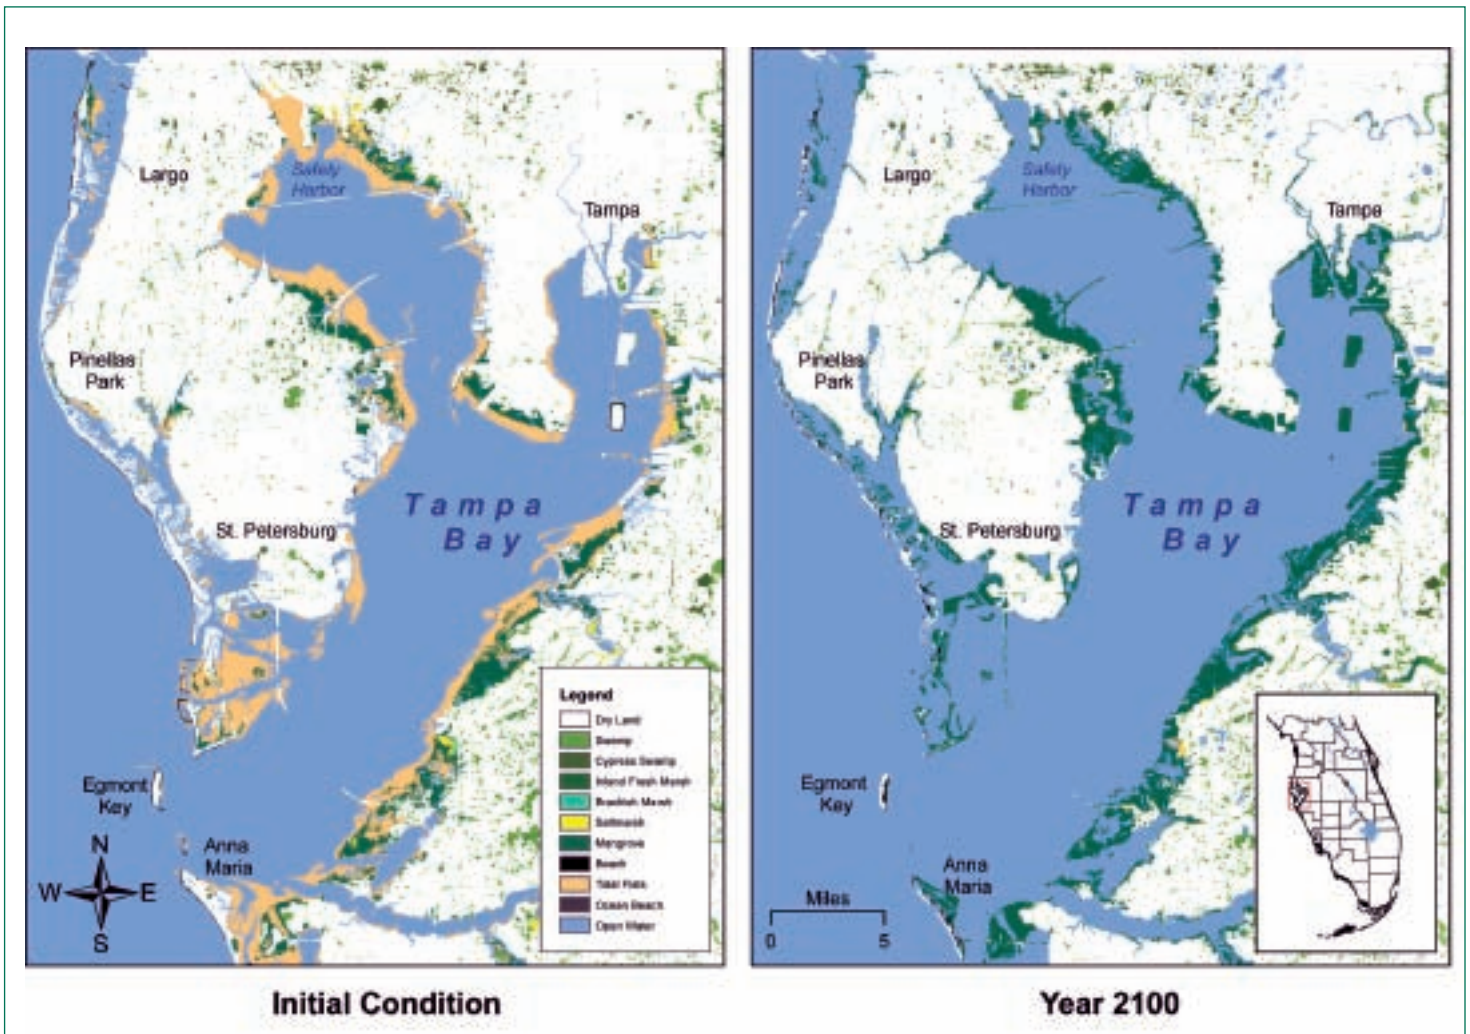 Largo
Safety
Harbor
Tampa
Pinellas
Park
Tampa
Bay
St. Petersburg
Egmont
Key
Anna
Maria
N
W
E
S
Legend
Dry Land
Swamp
Cypress Swamp
Inland Fresh Marsh
Brackish Marsh
Saltmarsh
Mangrove
Beach
Tidal Flats
Ocean Beach
Open Water
Initial Condition
Largo
Safety
Harbor
Tampa
Pinellas
Park
Tampa
Bay
St. Petersburg
Egmont
Key
Anna
Maria
Miles
0
5
Year 2100